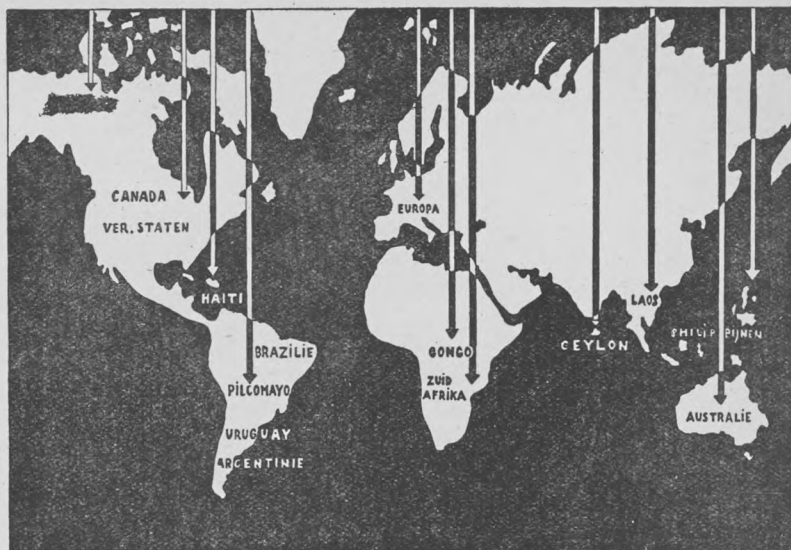 CANADA
VER. STATEN
HAITI
BRAZILIE
PILCOMAYO
URUGUAY
ARGENTINIE
EUROPA
CONGO
ZUID
AFRIKA
CEYLON
LAOS
PHILIPPIJNEN
AUSTRALIE